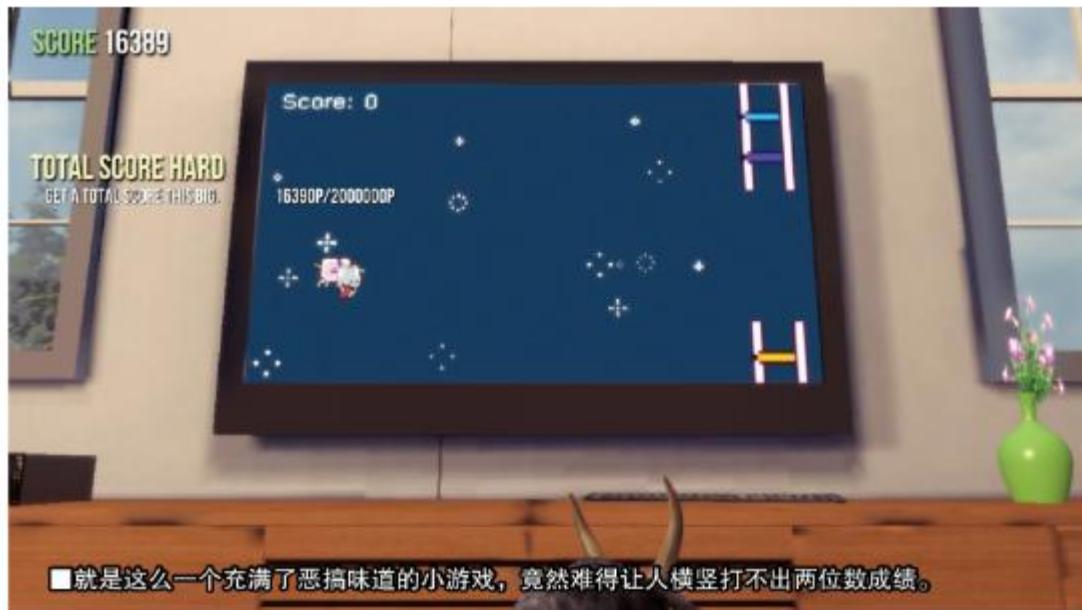 SCORE 16389
Score: 0
TOTAL SCORE HARD
GET A TOTAL SCORE THIS BIG.
16390P/2000000P
■就是这么一个充满了恶搞味道的小游戏，竟然难得让人横竖打不出两位数成绩。